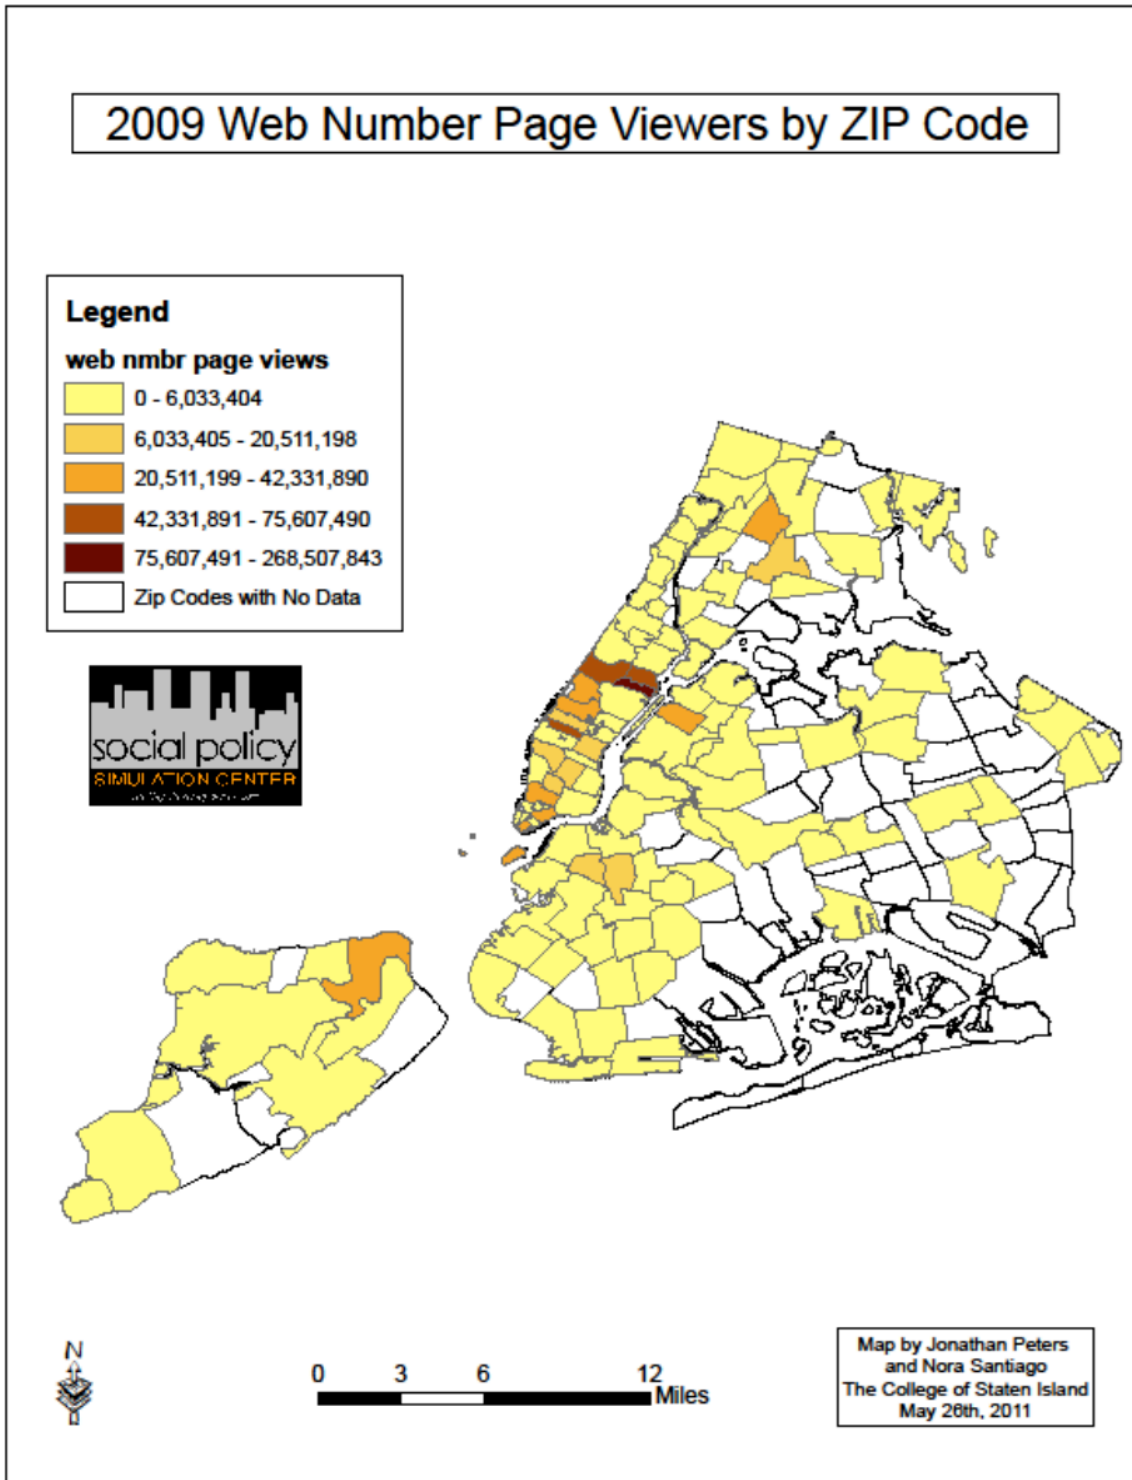 2009 Web Number Page Viewers by ZIP Code
Legend
web nmbr page views
0 - 6,033,404
6,033,405 - 20,511,198
20,511,199 - 42,331,890
42,331,891 - 75,607,490
75,607,491 - 268,507,843
Zip Codes with No Data
social policy
SIMULATION CENTER
N
0 3 6 12
Miles
Map by Jonathan Peters
and Nora Santiago
The College of Staten Island
May 26th, 2011